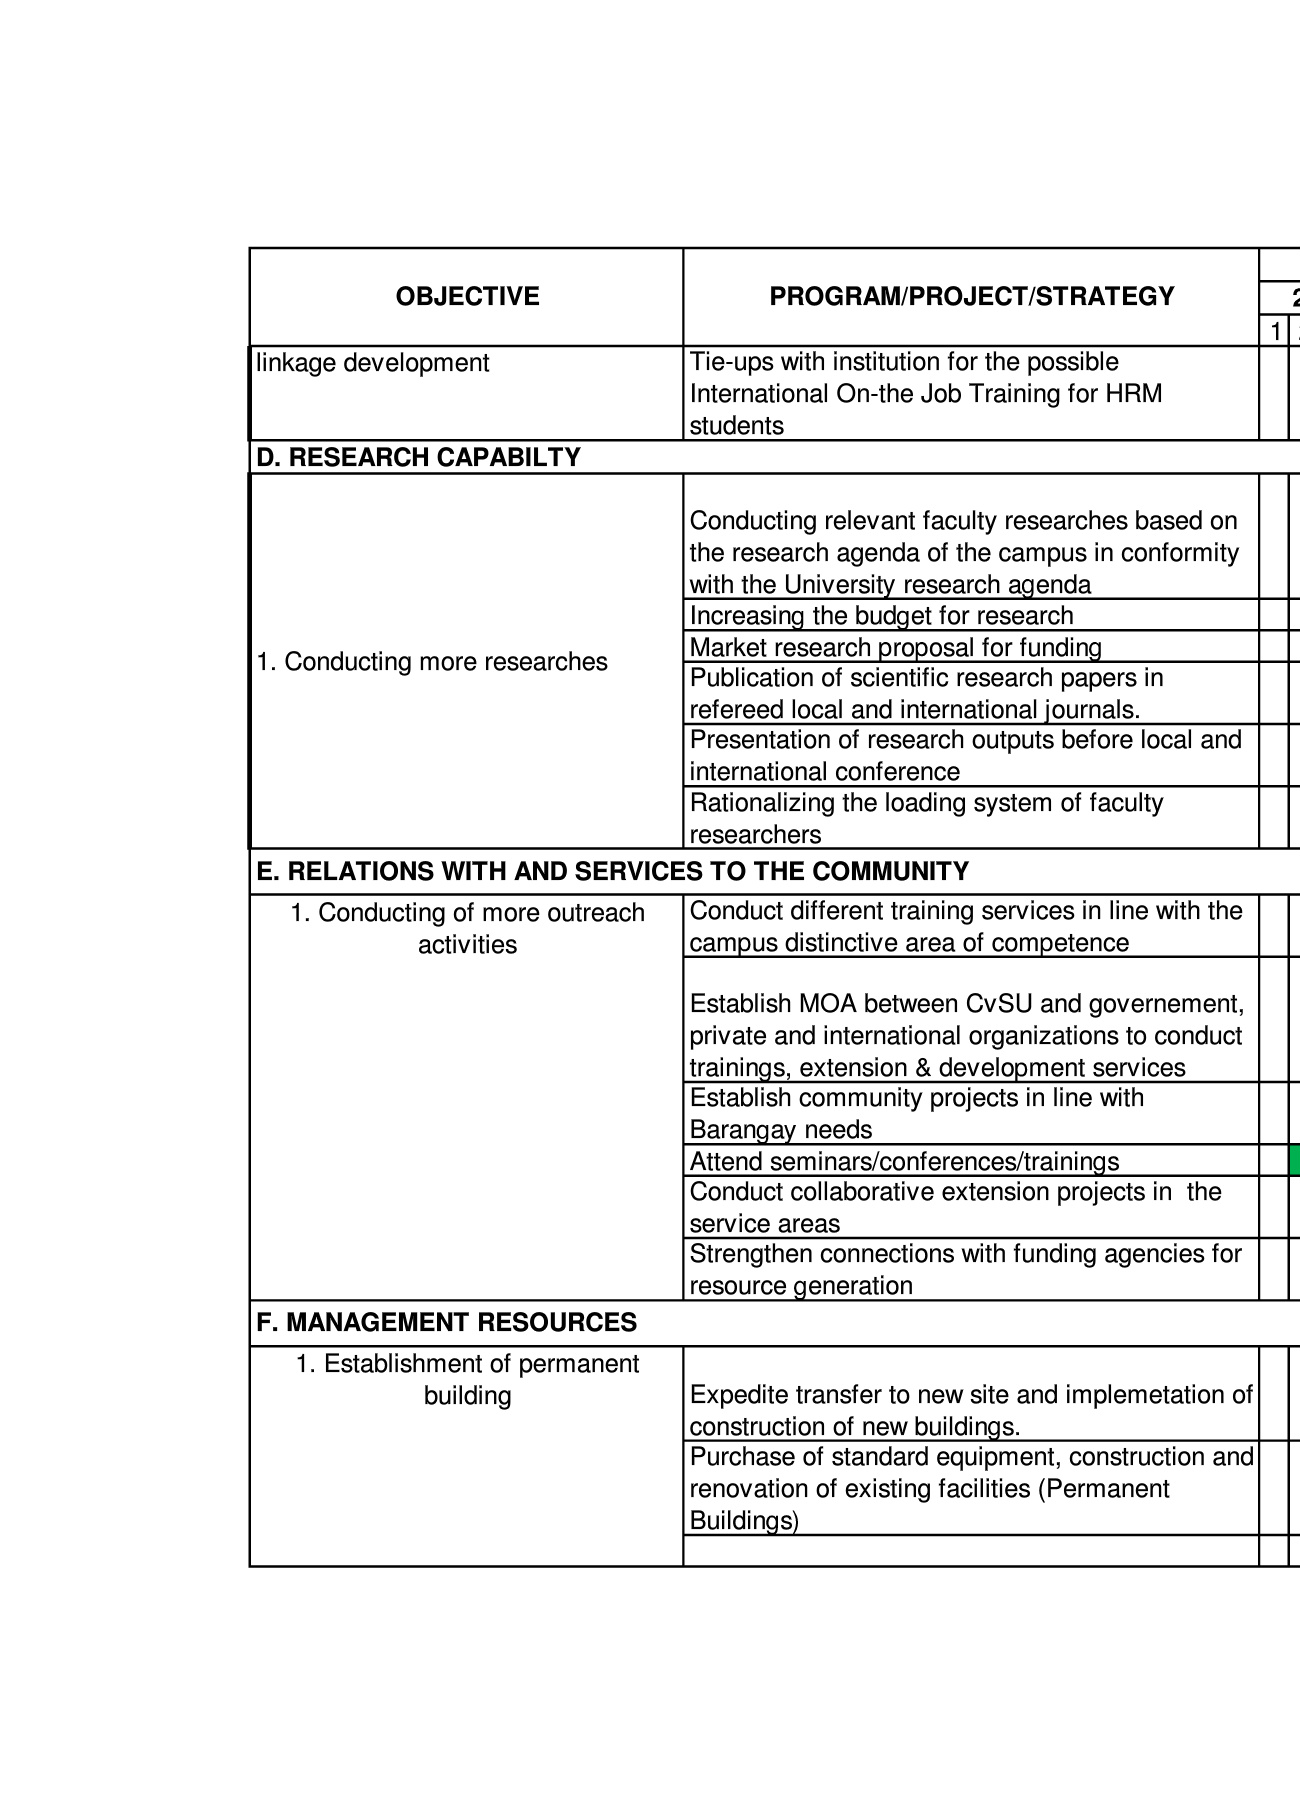 OBJECTIVE
PROGRAM/PROJECT/STRATEGY
1
linkage development
Tie-ups with institution for the possible
International On-the Job Training for HRM
students
D. RESEARCH CAPABILTY
1. Conducting more researches
Conducting relevant faculty researches based on
the research agenda of the campus in conformity
with the University research agenda
Increasing the budget for research
Market research proposal for funding
Publication of scientific research papers in
refereed local and international journals.
Presentation of research outputs before local and
international conference
Rationalizing the loading system of faculty
researchers
E. RELATIONS WITH AND SERVICES TO THE COMMUNITY
1. Conducting of more outreach
activities
Conduct different training services in line with the
campus distinctive area of competence
Establish MOA between CvSU and governement,
private and international organizations to conduct
trainings, extension & development services
Establish community projects in line with
Barangay needs
Attend seminars/conferences/trainings
Conduct collaborative extension projects in  the
service areas
Strengthen connections with funding agencies for
resource generation
F. MANAGEMENT RESOURCES
1. Establishment of permanent
building
Expedite transfer to new site and implemetation of
construction of new buildings.
Purchase of standard equipment, construction and
renovation of existing facilities (Permanent
Buildings)